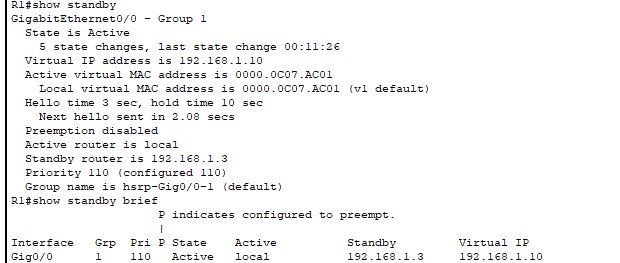 R1#show standby
GigabitEthernet0/0 - Group 1
State is Active
5 state changes, last state change 00:11:26
Virtual IP address is 192.168.1.10
Active virtual MAC address is 0000.0C07.AC01
Local virtual MAC address is 0000.0C07.AC01 (v1 default)
Hello time 3 sec, hold time 10 sec
Next hello sent in 2.08 secs
Preemption disabled
Active router is local
Standby router is 192.168.1.3
Priority 110 (configured 110)
Group name is hsrp-Gig0/0-1 (default)
R1#show standby brief
P indicates configured to preempt.
|
Interface Grp Pri P State Active Standby Virtual IP
Gig0/0 1 110 Active local 192.168.1.3 192.168.1.10